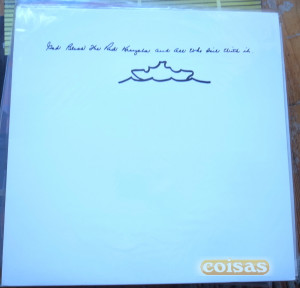 God Bless The Red Krayola and All Who Sail With it
coisas